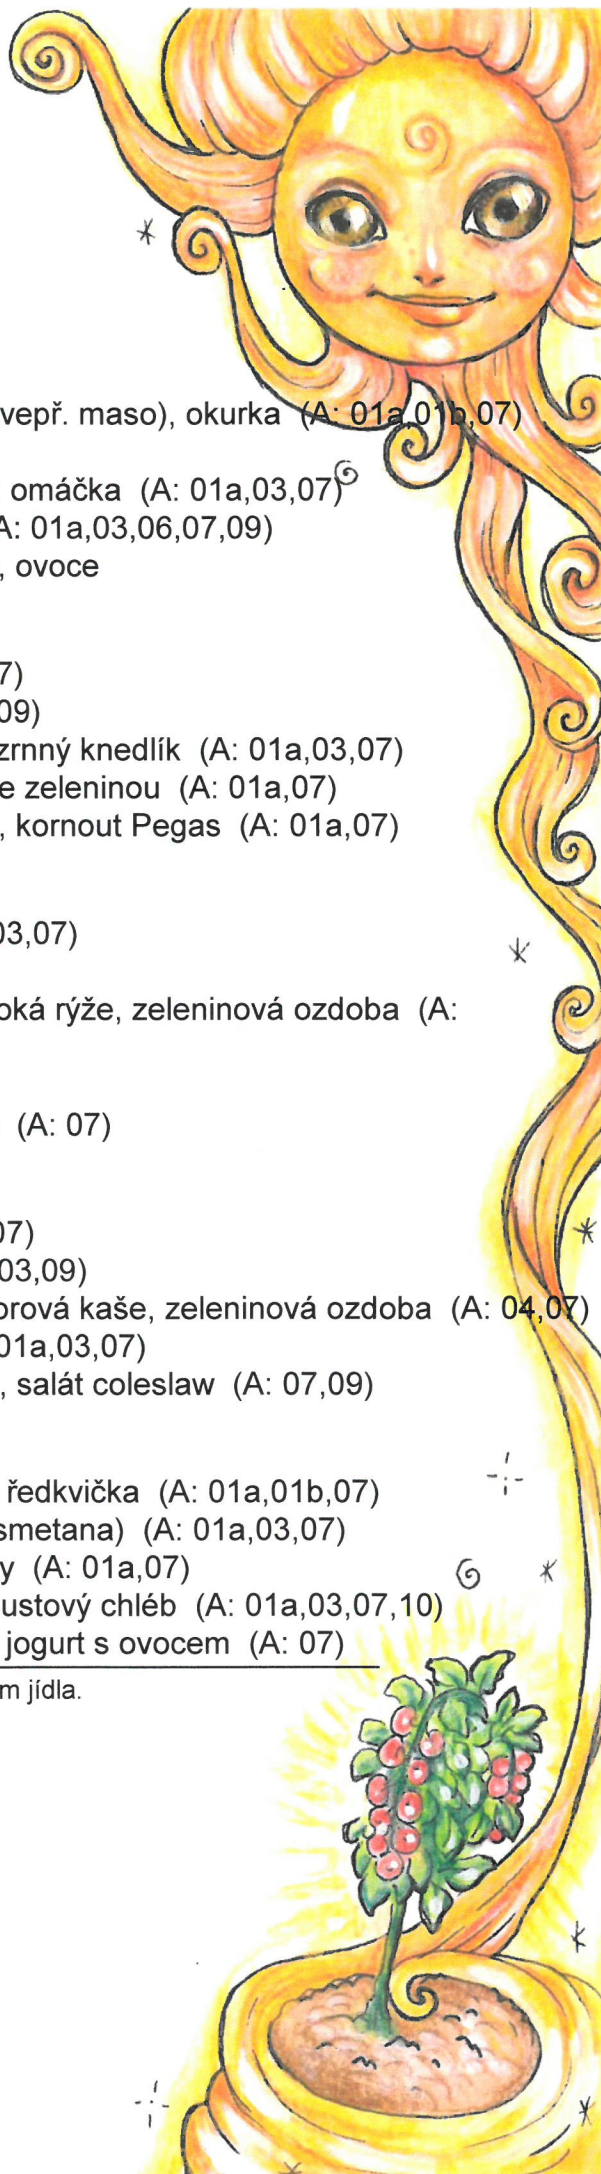 vepř. maso), okurka (A: 01a,01b,07)
omáčka (A: 01a,03,07)
A: 01a,03,06,07,09)
, ovoce
7)
09)
zrnný knedlík (A: 01a,03,07)
e zeleninou (A: 01a,07)
, kornout Pegas (A: 01a,07)
03,07)
oká rýže, zeleninová ozdoba (A:
(A: 07)
07)
03,09)
orová kaše, zeleninová ozdoba (A: 04,07)
01a,03,07)
, salát coleslaw (A: 07,09)
ředkvička (A: 01a,01b,07)
smetana) (A: 01a,03,07)
y (A: 01a,07)
ustový chléb (A: 01a,03,07,10)
jogurt s ovocem (A: 07)
m jídla.